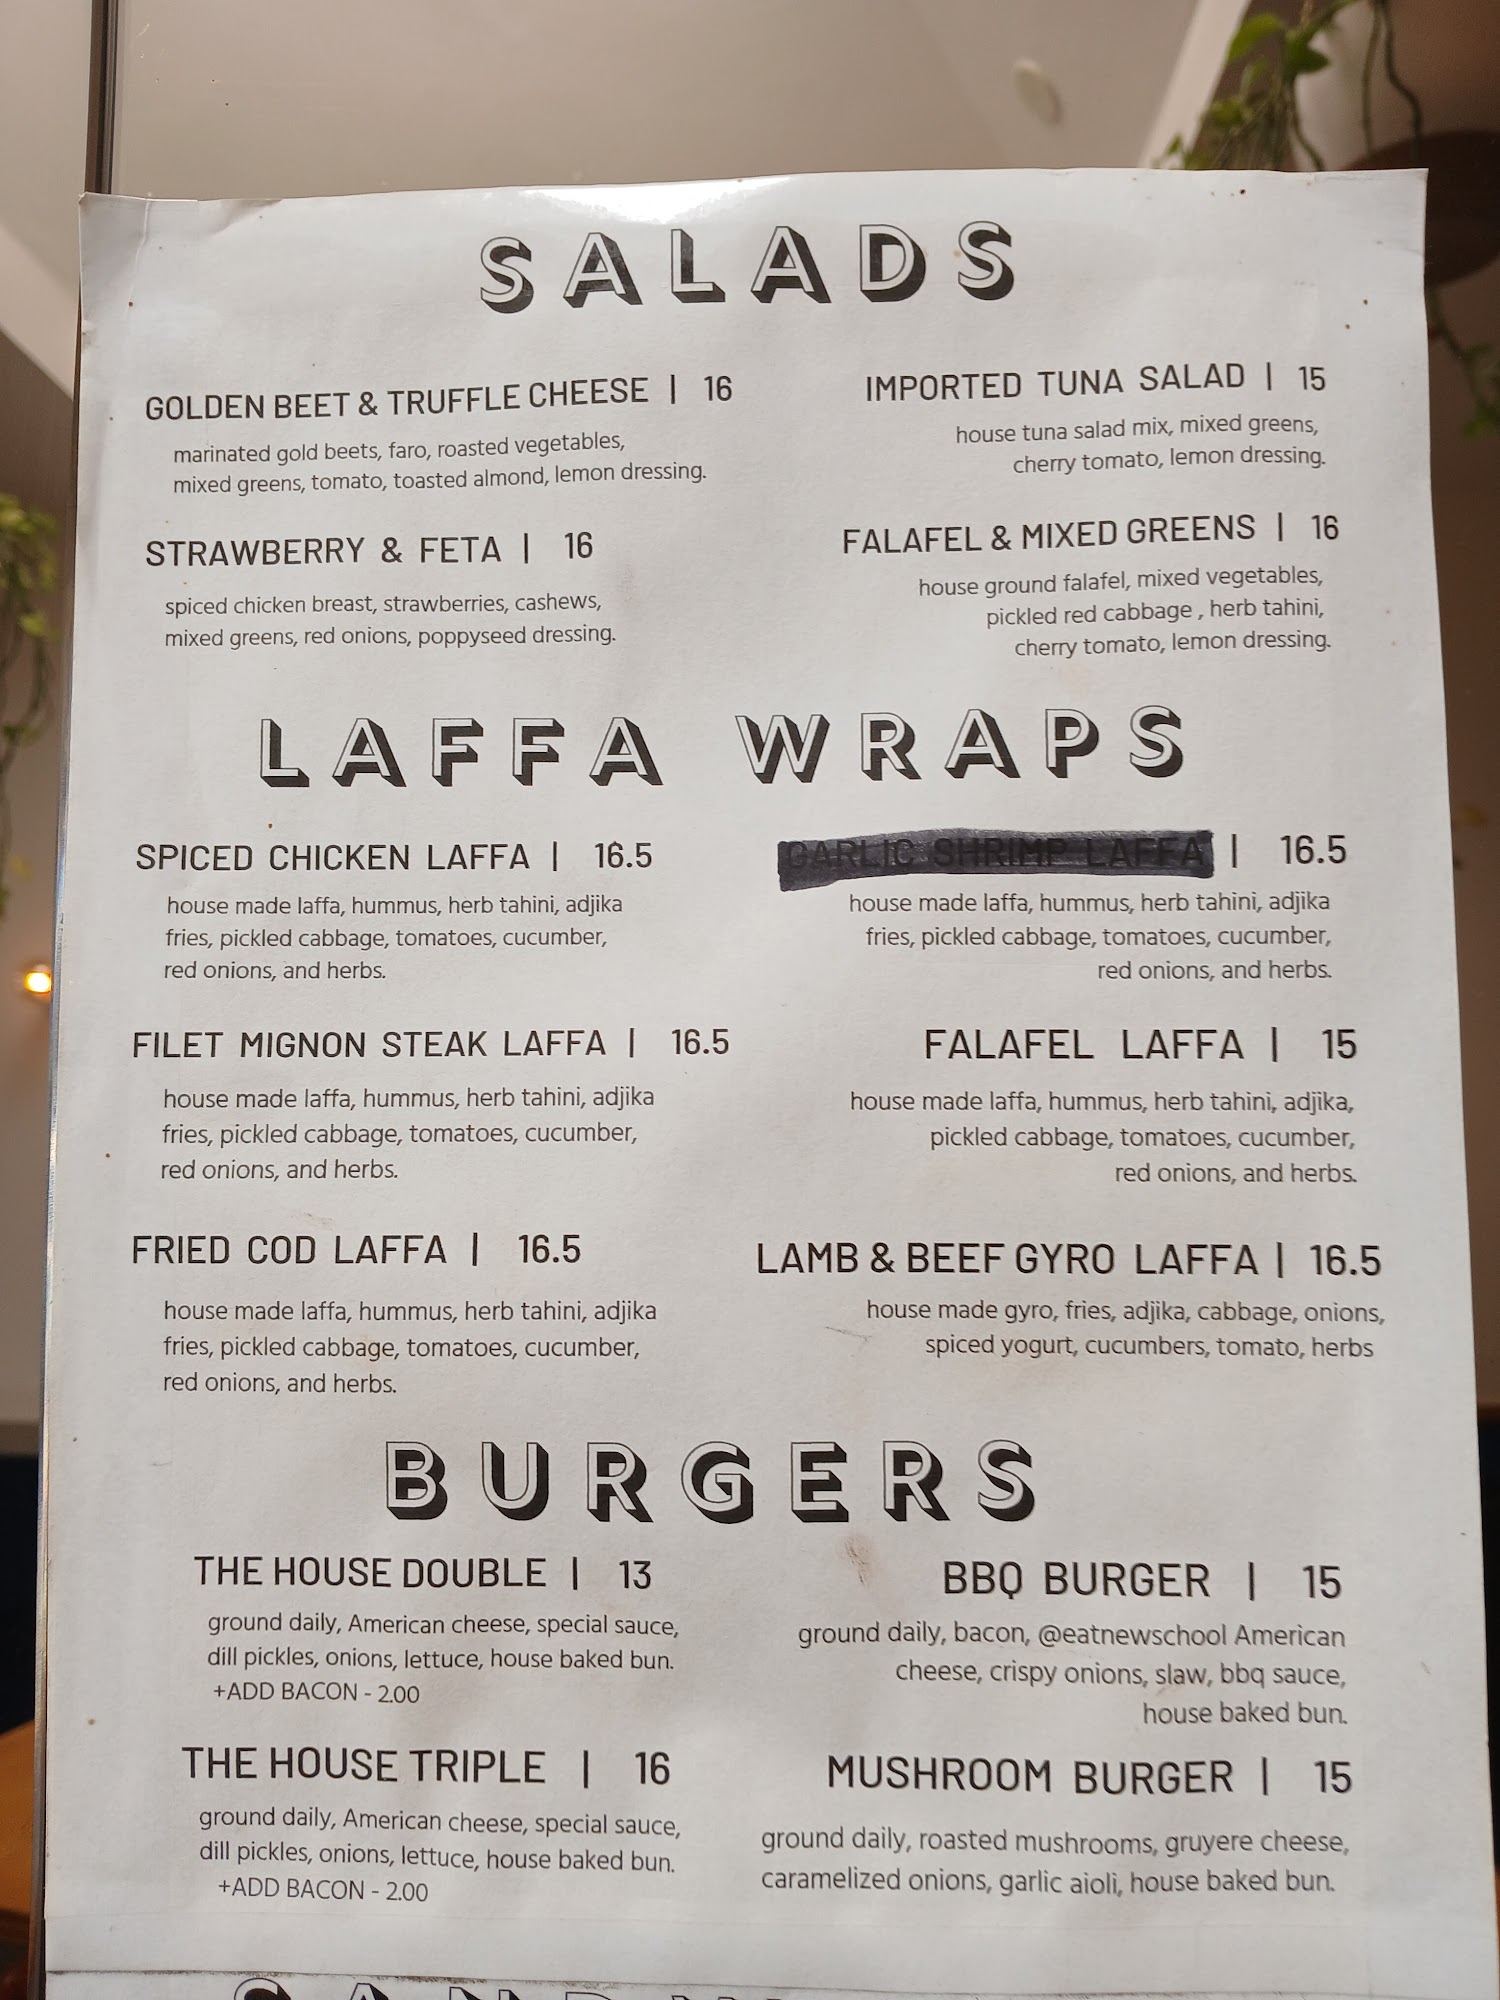 SALADS
GOLDEN BEET & TRUFFLE CHEESE | 16
marinated gold beets, faro, roasted vegetables,
mixed greens, tomato, toasted almond, lemon dressing.
IMPORTED TUNA SALAD | 15
house tuna salad mix, mixed greens,
cherry tomato, lemon dressing.
STRAWBERRY & FETA | 16
spiced chicken breast, strawberries, cashews,
mixed greens, red onions, poppyseed dressing.
FALAFEL & MIXED GREENS | 16
house ground falafel, mixed vegetables,
pickled red cabbage , herb tahini,
cherry tomato, lemon dressing.
LAFFA WRAPS
SPICED CHICKEN LAFFA | 16.5
house made laffa, hummus, herb tahini, adjika
fries, pickled cabbage, tomatoes, cucumber,
red onions, and herbs.
GARLIC SHRIMP LAFFA | 16.5
house made laffa, hummus, herb tahini, adjika
fries, pickled cabbage, tomatoes, cucumber,
red onions, and herbs.
FILET MIGNON STEAK LAFFA | 16.5
house made laffa, hummus, herb tahini, adjika
fries, pickled cabbage, tomatoes, cucumber,
red onions, and herbs.
FALAFEL LAFFA | 15
house made laffa, hummus, herb tahini, adjika,
pickled cabbage, tomatoes, cucumber,
red onions, and herbs.
FRIED COD LAFFA | 16.5
house made laffa, hummus, herb tahini, adjika
fries, pickled cabbage, tomatoes, cucumber,
red onions, and herbs.
LAMB & BEEF GYRO LAFFA | 16.5
house made gyro, fries, adjika, cabbage, onions,
spiced yogurt, cucumbers, tomato, herbs
BURGERS
THE HOUSE DOUBLE | 13
ground daily, American cheese, special sauce,
dill pickles, onions, lettuce, house baked bun.
+ADD BACON - 2.00
BBQ BURGER | 15
ground daily, bacon, @eatnewschool American
cheese, crispy onions, slaw, bbq sauce,
house baked bun.
THE HOUSE TRIPLE | 16
ground daily, American cheese, special sauce,
dill pickles, onions, lettuce, house baked bun.
+ADD BACON - 2.00
MUSHROOM BURGER | 15
ground daily, roasted mushrooms, gruyere cheese,
caramelized onions, garlic aioli, house baked bun.